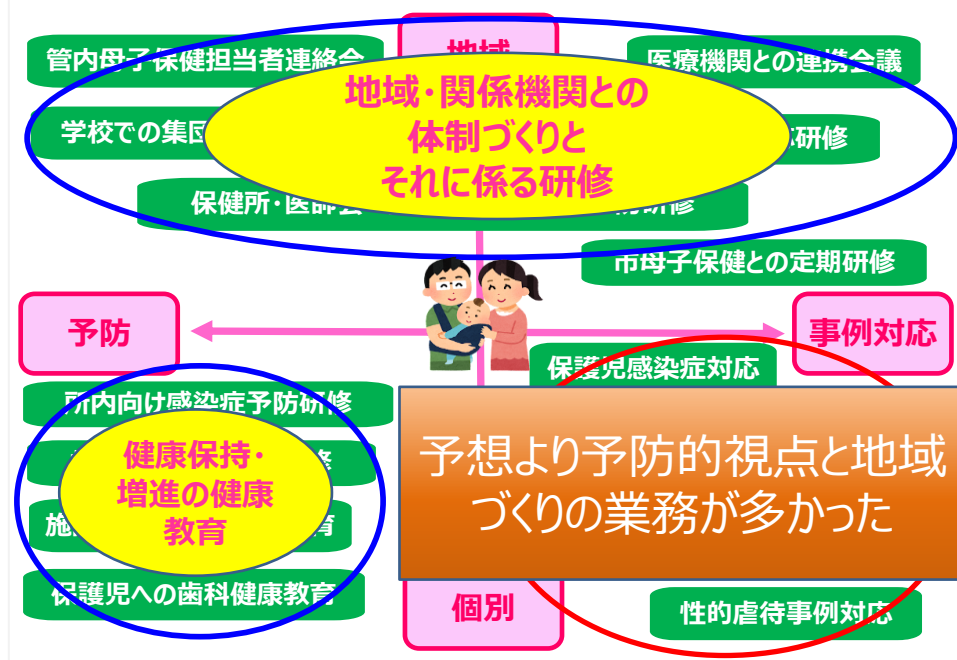 管内母子保健担当者連絡会
地域
医療機関との連携会議
地域・関係機関との
体制づくりと
それに係る研修
学校での集団
研修
保健所・医師会
研修
市母子保健との定期研修
予防
事例対応
保護児感染症対応
所内向け感染症予防研修
健康保持・
増進の健康
教育
施
育
保護児への歯科健康教育
予想より予防的視点と地域
づくりの業務が多かった
個別
性的虐待事例対応